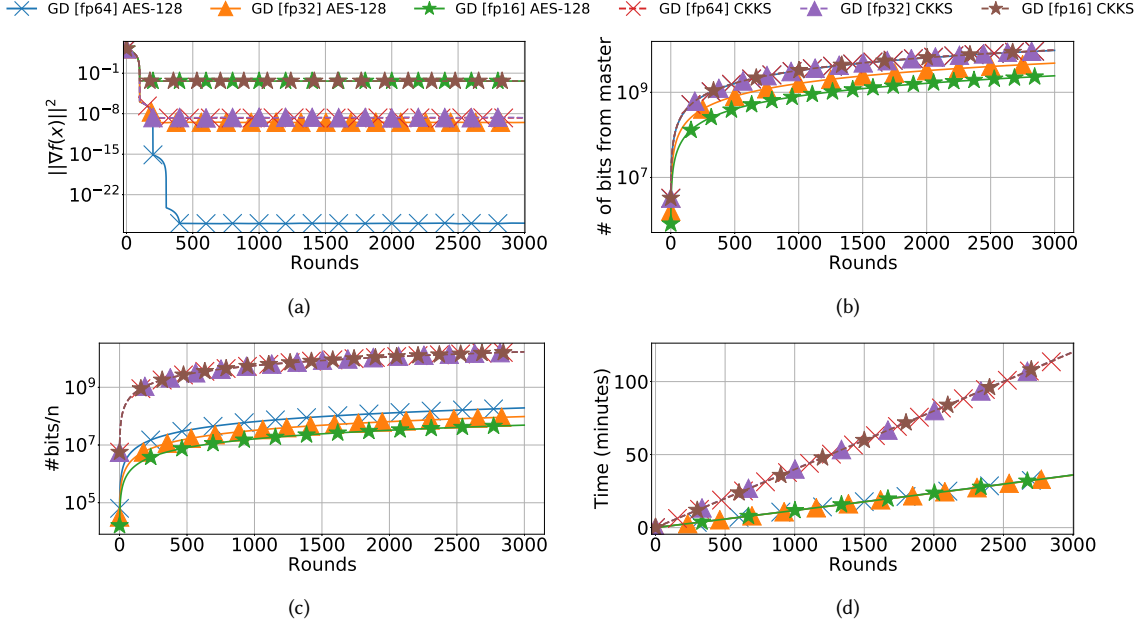 GD [fp64] AES-128 GD [fp32] AES-128 GD [fp16] AES-128 GD [fp64] CKKS GD [fp32] CKKS GD [fp16] CKKS
||∇f(x)||²
10⁻¹
10⁻⁸
10⁻¹⁵
10⁻²²
0 500 1000 1500 2000 2500 3000
Rounds
(a)
# of bits from master
10⁹
10⁷
0 500 1000 1500 2000 2500 3000
Rounds
(b)
#bits/n
10⁹
10⁷
10⁵
0 500 1000 1500 2000 2500 3000
Rounds
(c)
Time (minutes)
100
50
0
0 500 1000 1500 2000 2500 3000
Rounds
(d)